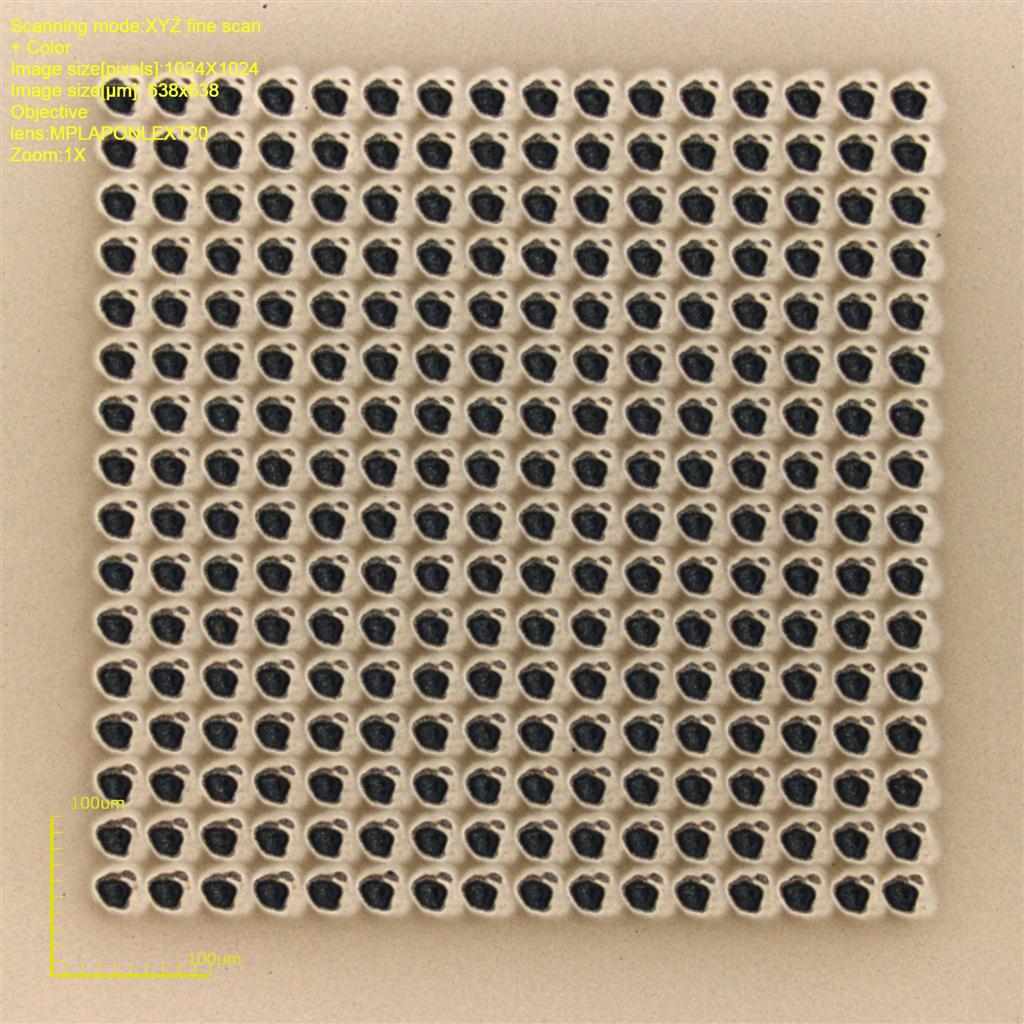 Scanning mode:XYZ fine scan
+ Color
Image size[pixels]:1024X1024
Image size[µm]  638x638
Objective
lens:MPLAPONLEXT20
Zoom:1X
100um
100um